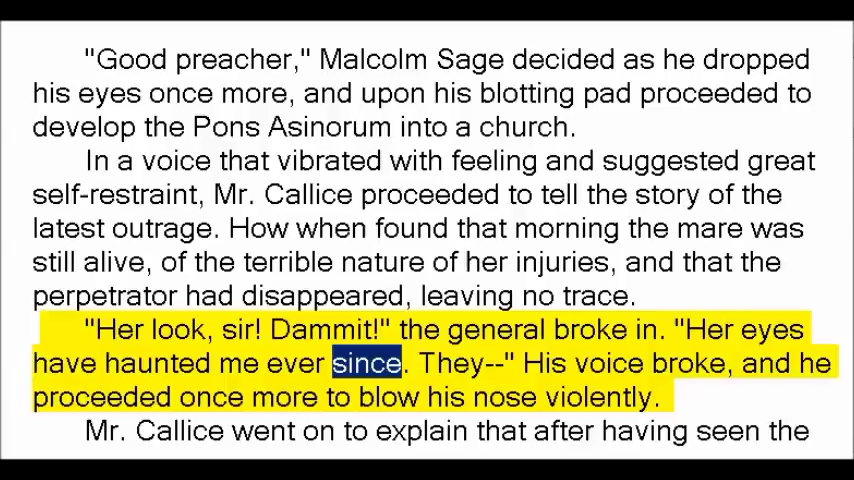 "Good preacher," Malcolm Sage decided as he dropped
his eyes once more, and upon his blotting pad proceeded to
develop the Pons Asinorum into a church.
In a voice that vibrated with feeling and suggested great
self-restraint, Mr. Callice proceeded to tell the story of the
latest outrage. How when found that morning the mare was
still alive, of the terrible nature of her injuries, and that the
perpetrator had disappeared, leaving no trace.
"Her look, sir! Dammit!" the general broke in. "Her eyes
have haunted me ever since. They--" His voice broke, and he
proceeded once more to blow his nose violently.
Mr. Callice went on to explain that after having seen the